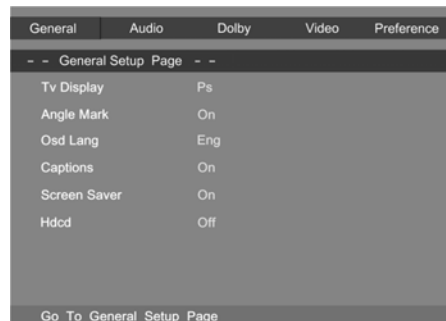 General Audio Dolby Video Preference
- - General Setup Page - -
Tv Display Ps
Angle Mark On
Osd Lang Eng
Captions On
Screen Saver On
Hdcd Off
Go To General Setup Page